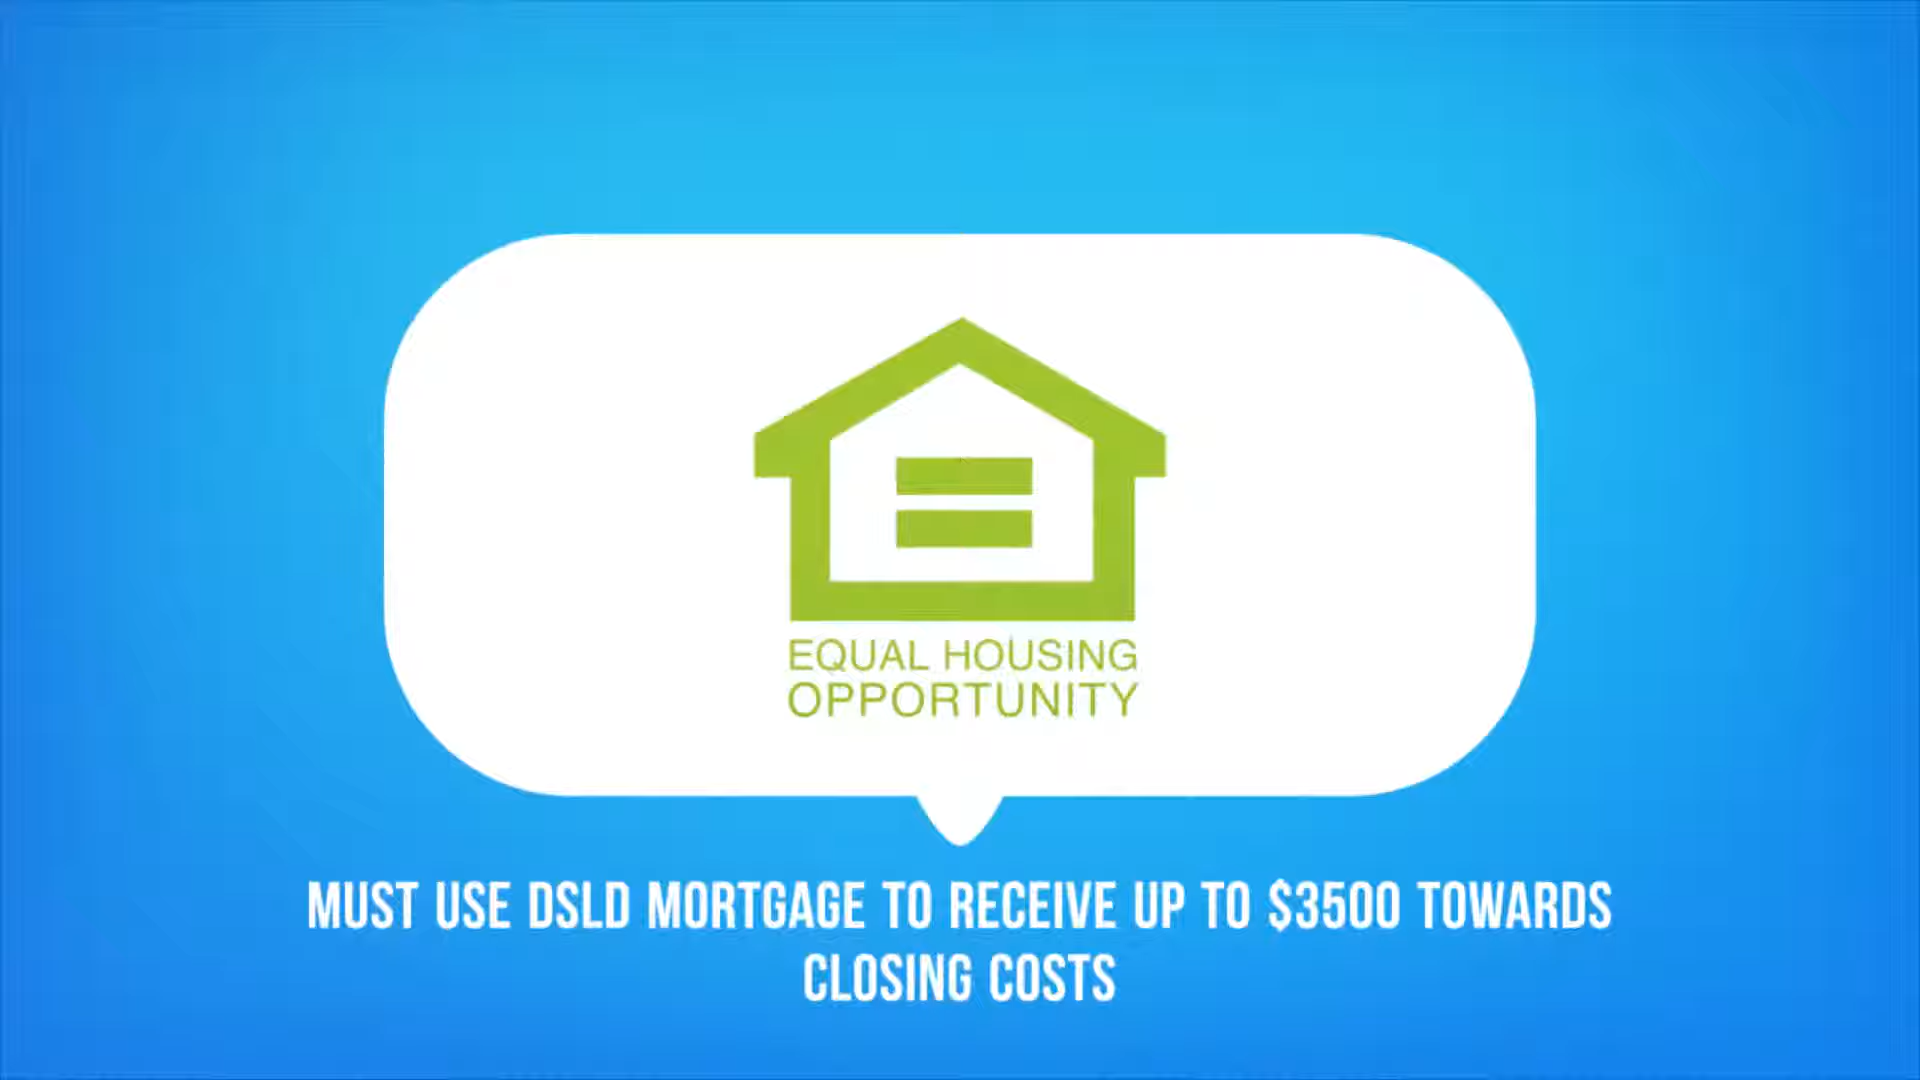 EQUAL HOUSING
OPPORTUNITY
MUST USE DSLD MORTGAGE TO RECEIVE UP TO $3500 TOWARDS
CLOSING COSTS